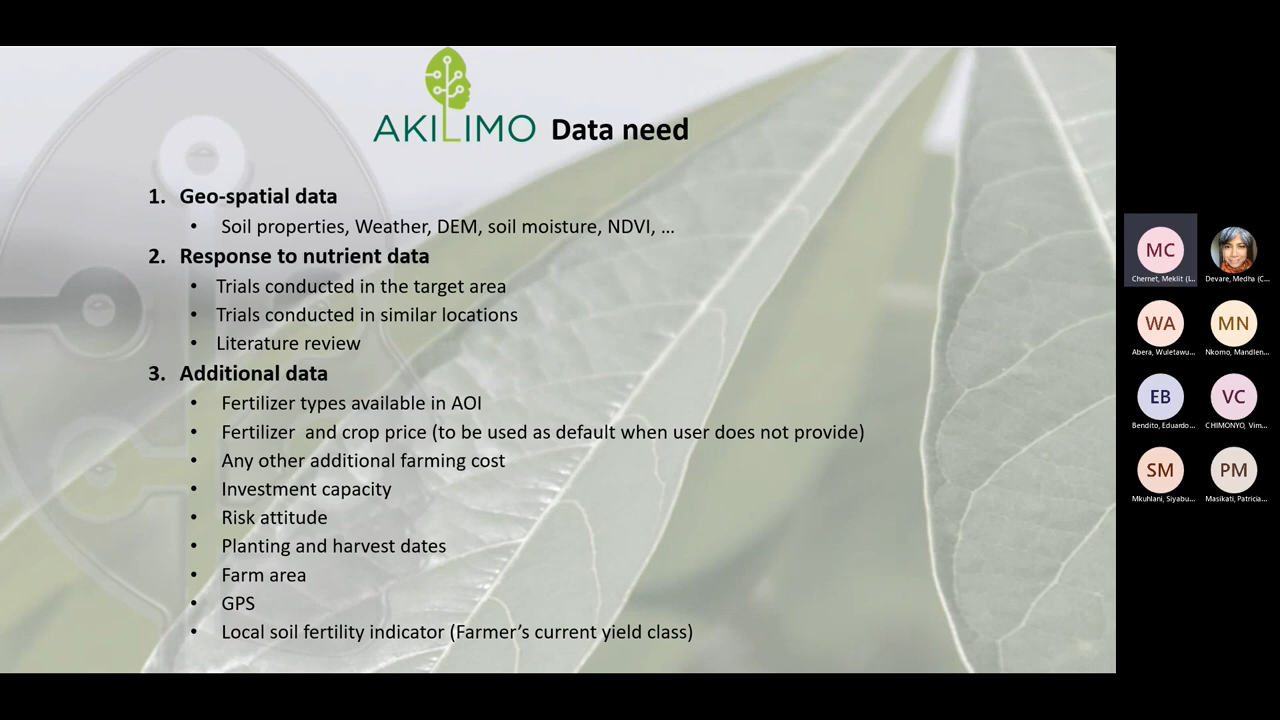 AKILIMO Data need
1. Geo-spatial data
• Soil properties, Weather, DEM, soil moisture, NDVI, ...
2. Response to nutrient data
• Trials conducted in the target area
• Trials conducted in similar locations
• Literature review
3. Additional data
• Fertilizer types available in AOI
• Fertilizer and crop price (to be used as default when user does not provide)
• Any other additional farming cost
• Investment capacity
• Risk attitude
• Planting and harvest dates
• Farm area
• GPS
• Local soil fertility indicator (Farmer's current yield class)
MC
Chernet, Meklit (I...
Devare, Medha (C...
WA
MN
Abera, Wuletawu...
Nkomo, Mandlen...
EB
VC
Bendito, Eduardo...
CHIMONYO, Vim...
SM
PM
Mkuhlani, Siyabu...
Masikati, Patricia...